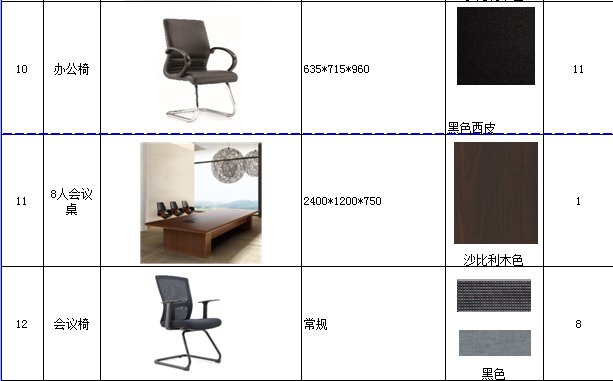 10
办公椅
635*715*960
黑色西皮
11
11
8人会议
桌
2400*1200*750
沙比利木色
1
12
会议椅
常规
黑色
8